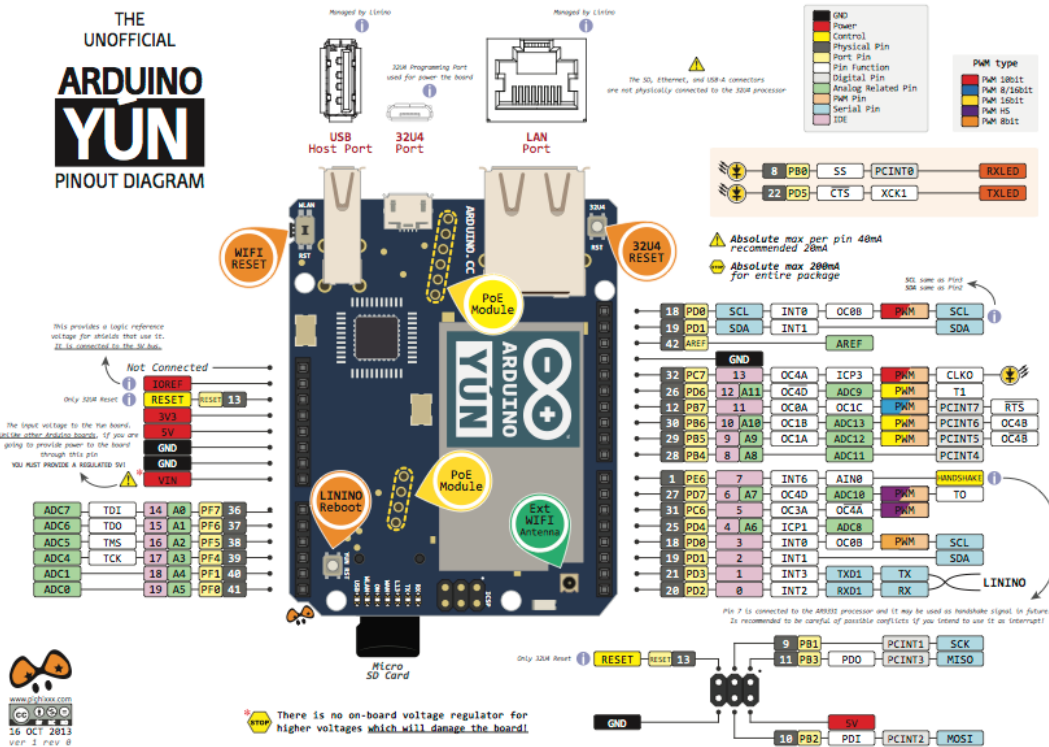 THE
UNOFFICIAL
ARDUINO
YÚN
PINOUT DIAGRAM
Managed by Linino
32U4 Programming Port
used for power the board
Managed by Linino
USB
Host Port
32U4
Port
LAN
Port
The SD, Ethernet, and USB-A connectors
are not physically connected to the 32U4 processor
GND
Power
Control
Physical Pin
Port Pin
Pin Function
Digital Pin
Analog Related Pin
PWM Pin
Serial Pin
IDE
PWM type
PWM 10bit
PWM 8/16bit
PWM 16bit
PWM HS
PWM 8bit
8 PB0 SS PCINT0 RXLED
22 PD5 CTS XCK1 TXLED
Absolute max per pin 40mA
recommended 20mA
STOP
Absolute max 200mA
for entire package
SCL same as Pin3
SDA same as Pin2
WLAN
RST
WIFI
RESET
32U4
RST
32U4
RESET
ARDUINO.CC
PoE
Module
ARDUINO
YÚN
PoE
Module
LININO
Reboot
YUN RST
Ext
WIFI
Antenna
USB
WLAN
ON
WAN
L13
TX
RX
ICSP
Micro
SD Card
This provides a logic reference
voltage for shields that use it.
It is connected to the 5V bus.
Not Connected
IOREF
Only 32U4 Reset RESET RESET 13
3V3
5V
GND
GND
VIN
The input voltage to the Yun board.
Unlike other Arduino boards, if you are
going to provide power to the board
through this pin
YOU MUST PROVIDE A REGULATED 5V!
*
ADC7 TDI 14 A0 PF7 36
ADC6 TDO 15 A1 PF6 37
ADC5 TMS 16 A2 PF5 38
ADC4 TCK 17 A3 PF4 39
ADC1 18 A4 PF1 40
ADC0 19 A5 PF0 41
18 PD0 SCL INT0 OC0B PWM SCL
19 PD1 SDA INT1 SDA
42 AREF AREF
GND
32 PC7 13 OC4A ICP3 PWM CLKO
26 PD6 12 A11 OC4D ADC9 PWM T1
12 PB7 11 OC0A OC1C PWM PCINT7 RTS
30 PB6 10 A10 OC1B ADC13 PWM PCINT6 OC4B
29 PB5 9 A9 OC1A ADC12 PWM PCINT5 OC4B
28 PB4 8 A8 ADC11 PCINT4
1 PE6 7 INT6 AIN0 HANDSHAKE
27 PD7 6 A7 OC4D ADC10 PWM TO
31 PC6 5 OC3A OC4A PWM
25 PD4 4 A6 ICP1 ADC8
18 PD0 3 INT0 OC0B PWM SCL
19 PD1 2 INT1 SDA
21 PD3 1 INT3 TXD1 TX
20 PD2 0 INT2 RXD1 RX
LININO
Pin 7 is connected to the AR9331 processor and it may be used as handshake signal in future.
Is recommended to be careful of possible conflicts if you intend to use it as interrupt!
9 PB1 PCINT1 SCK
Only 32U4 Reset RESET RESET 13
11 PB3 PDO PCINT3 MISO
GND
5V
10 PB2 PDI PCINT2 MOSI
www.pighixxx.com
cc
16 OCT 2013
ver 1 rev 0
* STOP There is no on-board voltage regulator for
higher voltages which will damage the board!